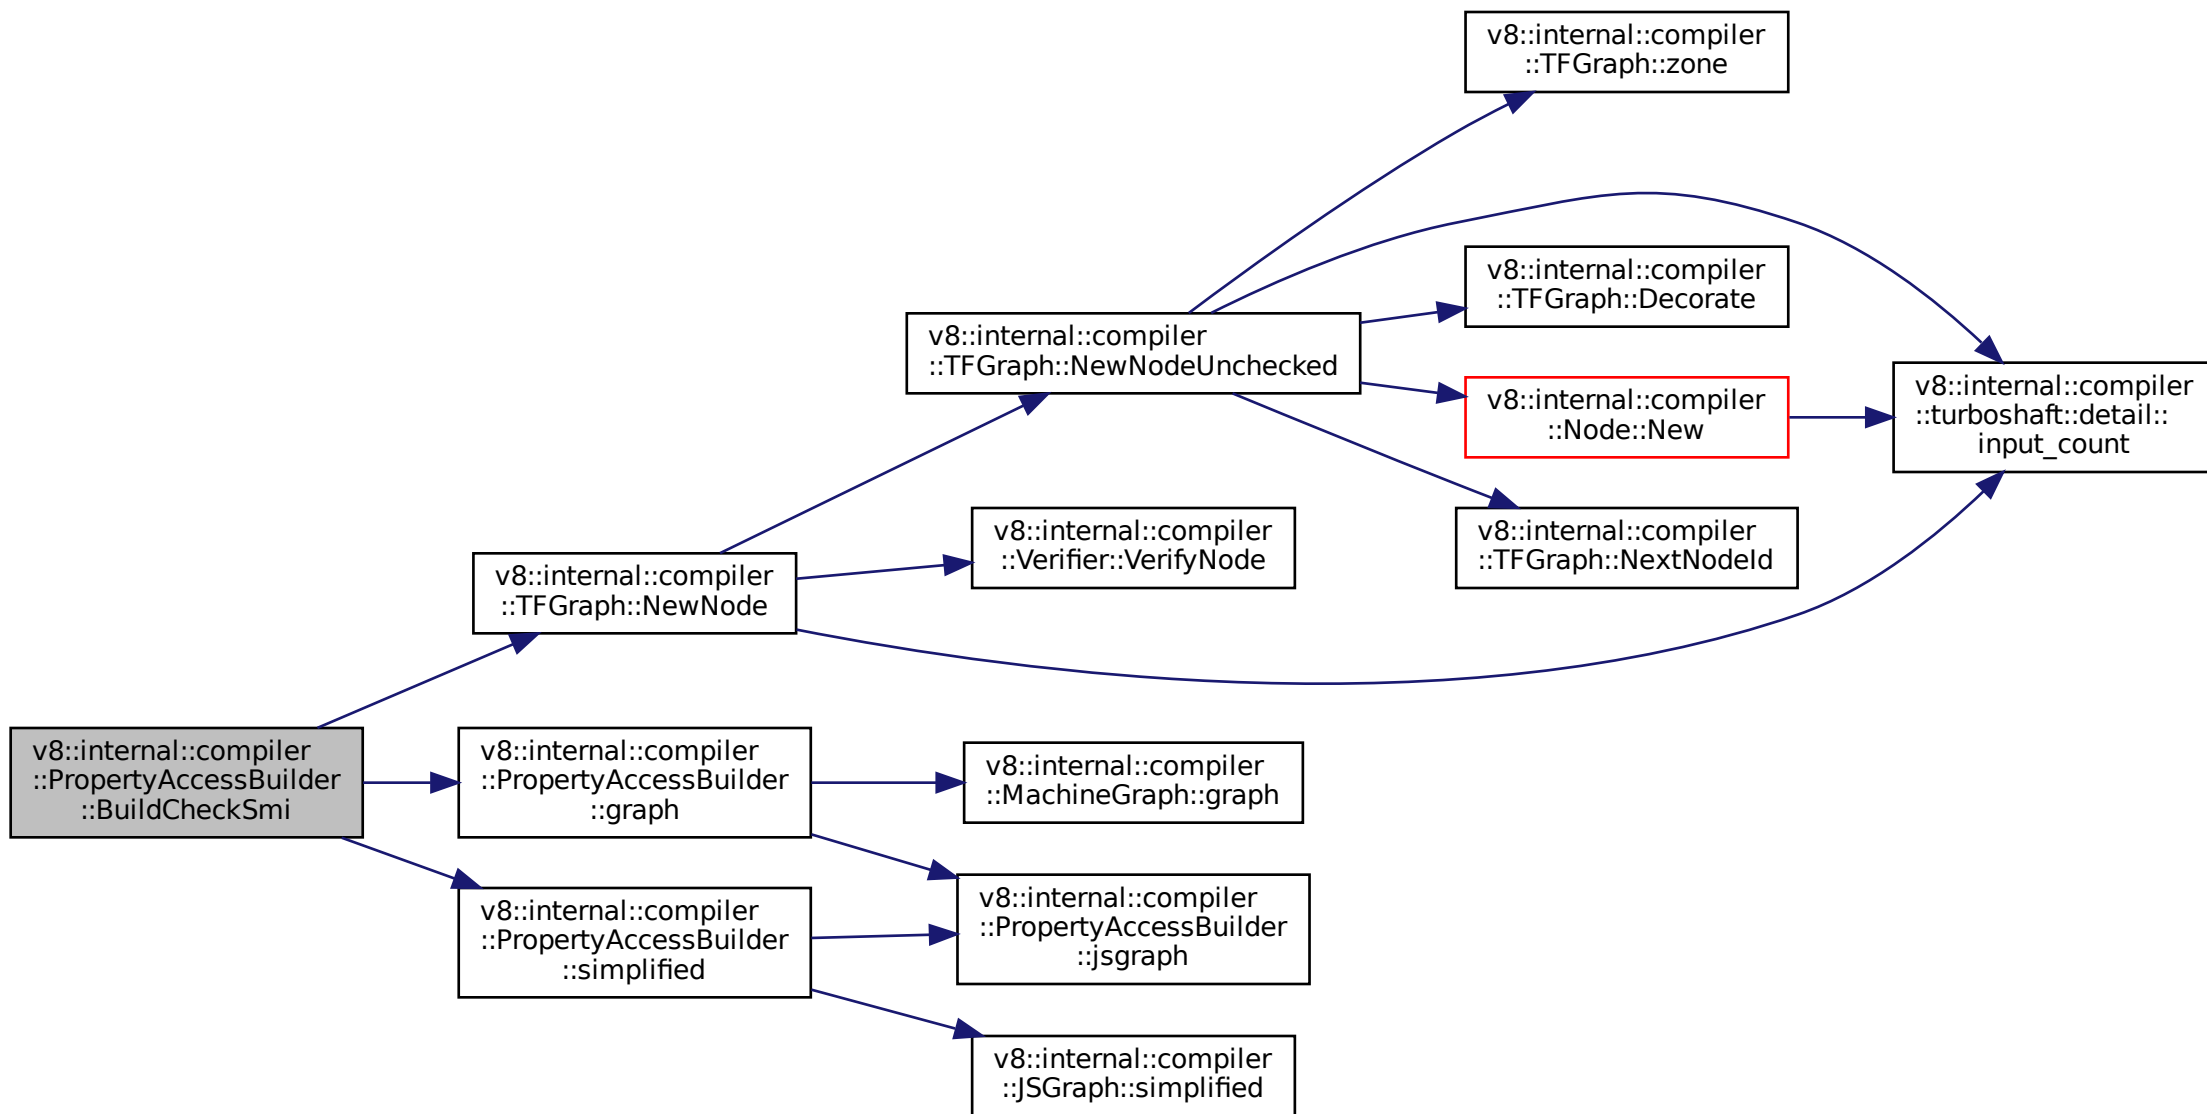 v8::internal::compiler
::TFGraph::zone
v8::internal::compiler
::TFGraph::Decorate
v8::internal::compiler
::TFGraph::NewNodeUnchecked
v8::internal::compiler
::turboshaft::detail::
input_count
v8::internal::compiler
::Node::New
v8::internal::compiler
::Verifier::VerifyNode
v8::internal::compiler
::TFGraph::NextNodeId
v8::internal::compiler
::TFGraph::NewNode
v8::internal::compiler
::PropertyAccessBuilder
::BuildCheckSmi
v8::internal::compiler
::PropertyAccessBuilder
::graph
v8::internal::compiler
::MachineGraph::graph
v8::internal::compiler
::PropertyAccessBuilder
::simplified
v8::internal::compiler
::PropertyAccessBuilder
::jsgraph
v8::internal::compiler
::JSGraph::simplified